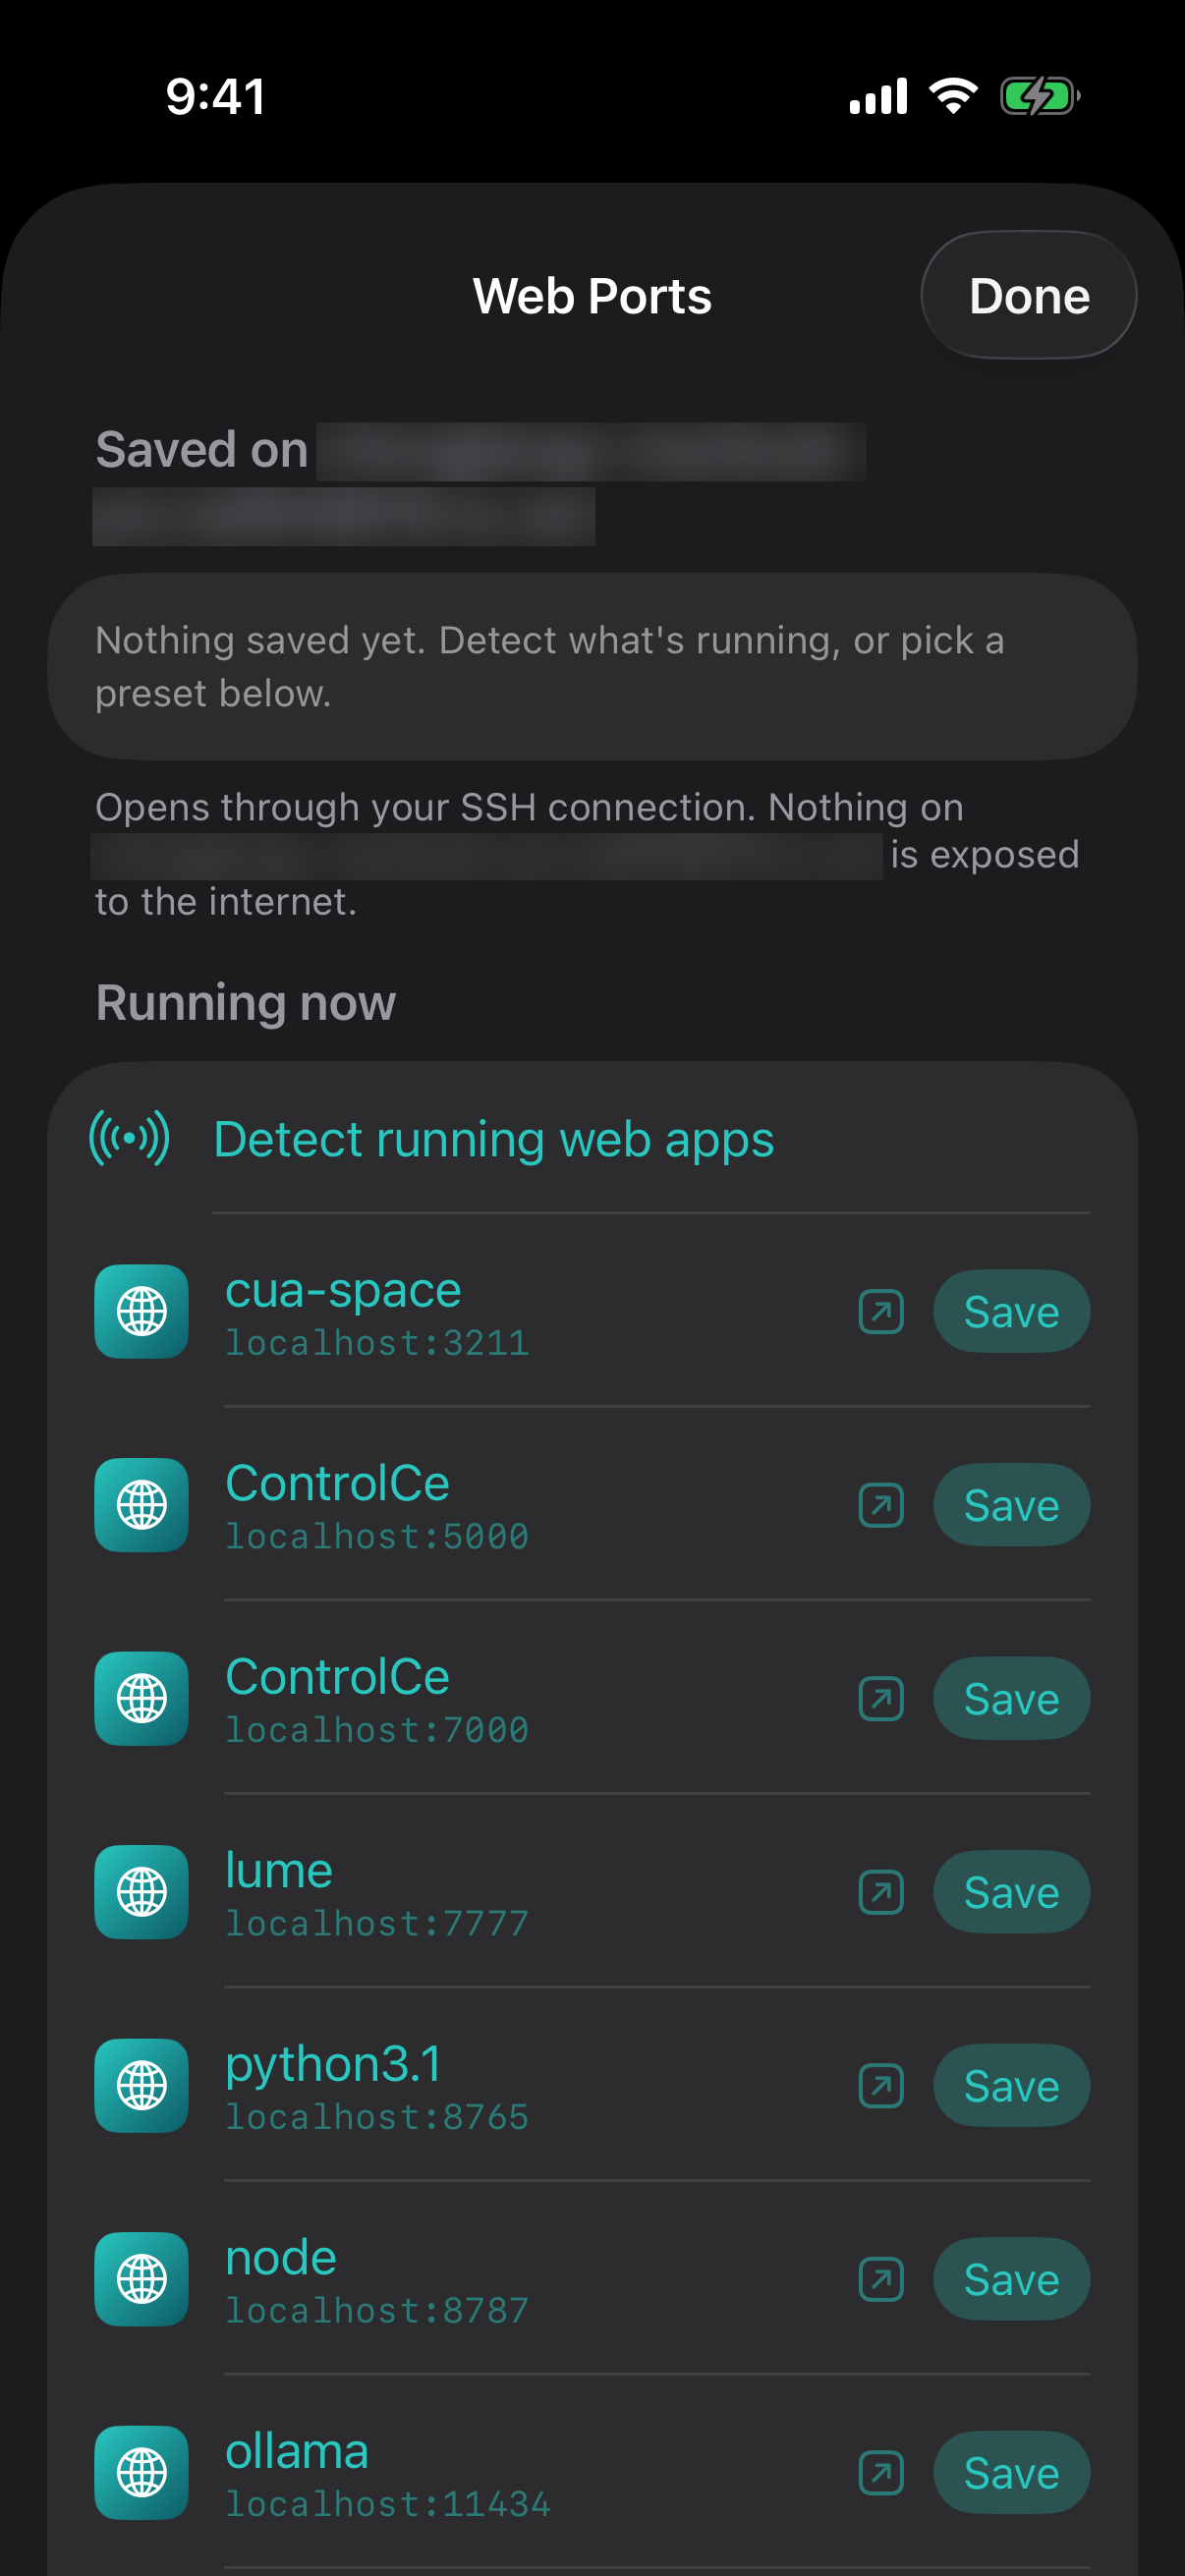 9:41
Web Ports
Done
Saved on
Nothing saved yet. Detect what's running, or pick a
preset below.
Opens through your SSH connection. Nothing on
is exposed
to the internet.
Running now
Detect running web apps
cua-space
localhost:3211
Save
ControlCe
localhost:5000
Save
ControlCe
localhost:7000
Save
lume
localhost:7777
Save
python3.1
localhost:8765
Save
node
localhost:8787
Save
ollama
localhost:11434
Save